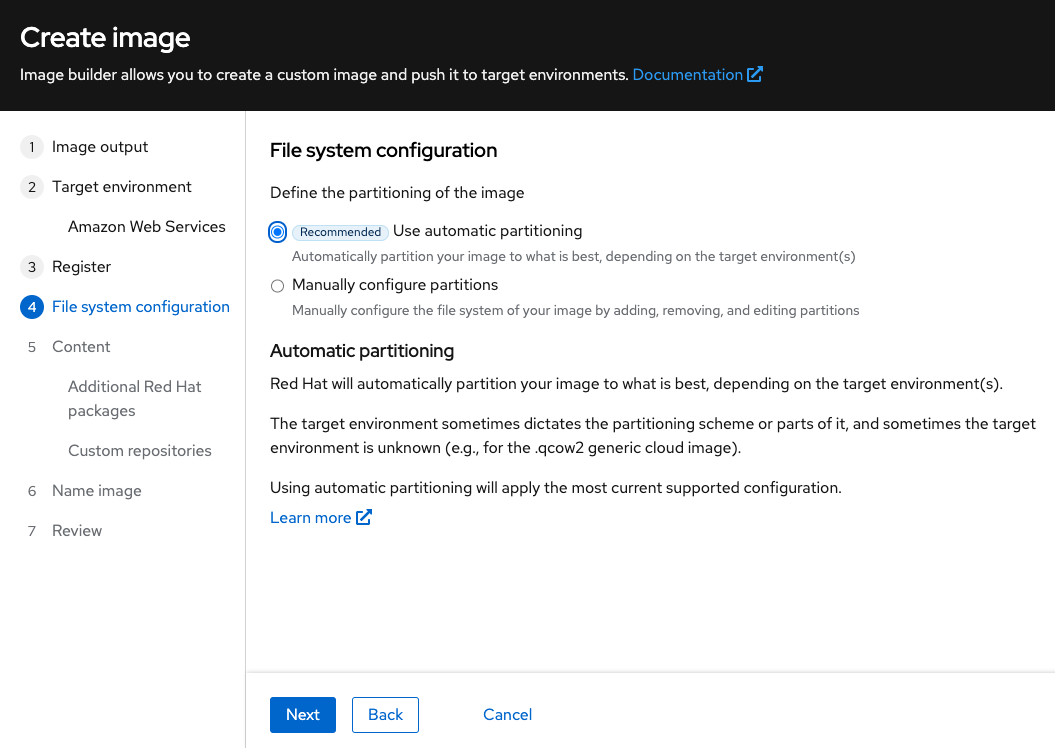 Create image
Image builder allows you to create a custom image and push it to target environments. Documentation
1 Image output
2 Target environment
Amazon Web Services
3 Register
4 File system configuration
5 Content
Additional Red Hat
packages
Custom repositories
6 Name image
7 Review
File system configuration
Define the partitioning of the image
Recommended Use automatic partitioning
Automatically partition your image to what is best, depending on the target environment(s)
Manually configure partitions
Manually configure the file system of your image by adding, removing, and editing partitions
Automatic partitioning
Red Hat will automatically partition your image to what is best, depending on the target environment(s).
The target environment sometimes dictates the partitioning scheme or parts of it, and sometimes the target
environment is unknown (e.g., for the .qcow2 generic cloud image).
Using automatic partitioning will apply the most current supported configuration.
Learn more
Next Back Cancel